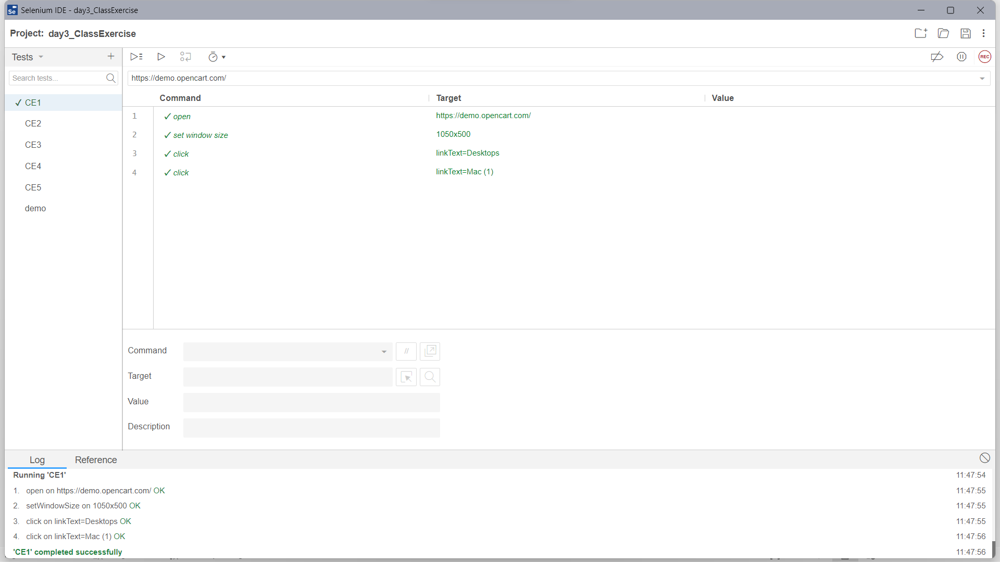 Selenium IDE - day3_ClassExercise
Project: day3_ClassExercise
Tests
REC
Search tests...
https://demo.opencart.com/
Command Target Value
✓ CE1
CE2
CE3
CE4
CE5
demo
1 ✓ open https://demo.opencart.com/
2 ✓ set window size 1050x500
3 ✓ click linkText=Desktops
4 ✓ click linkText=Mac (1)
Command //
Target
Value
Description
Log Reference
Running 'CE1' 11:47:54
1. open on https://demo.opencart.com/ OK 11:47:55
2. setWindowSize on 1050x500 OK 11:47:55
3. click on linkText=Desktops OK 11:47:55
4. click on linkText=Mac (1) OK 11:47:56
'CE1' completed successfully 11:47:56